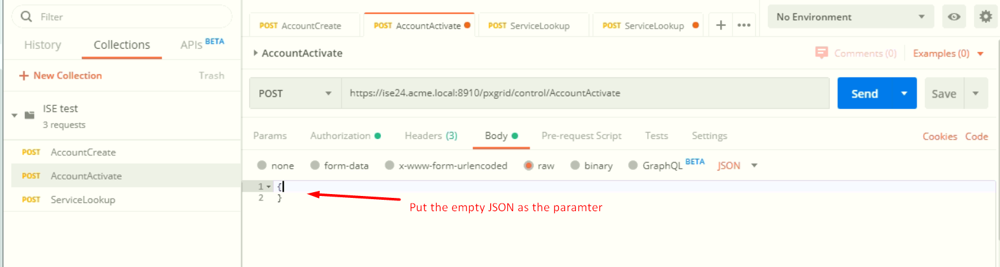 Filter
History Collections APIs BETA
+ New Collection Trash
ISE test
3 requests
POST AccountCreate
POST AccountActivate
POST ServiceLookup
POST AccountCreate POST AccountActivate POST ServiceLookup POST ServiceLookup + ••• No Environment
AccountActivate Comments (0) Examples (0)
POST https://ise24.acme.local:8910/pxgrid/control/AccountActivate Send Save
Params Authorization Headers (3) Body Pre-request Script Tests Settings Cookies Code
none form-data x-www-form-urlencoded raw binary GraphQL BETA JSON
1 {
2 }
Put the empty JSON as the paramter